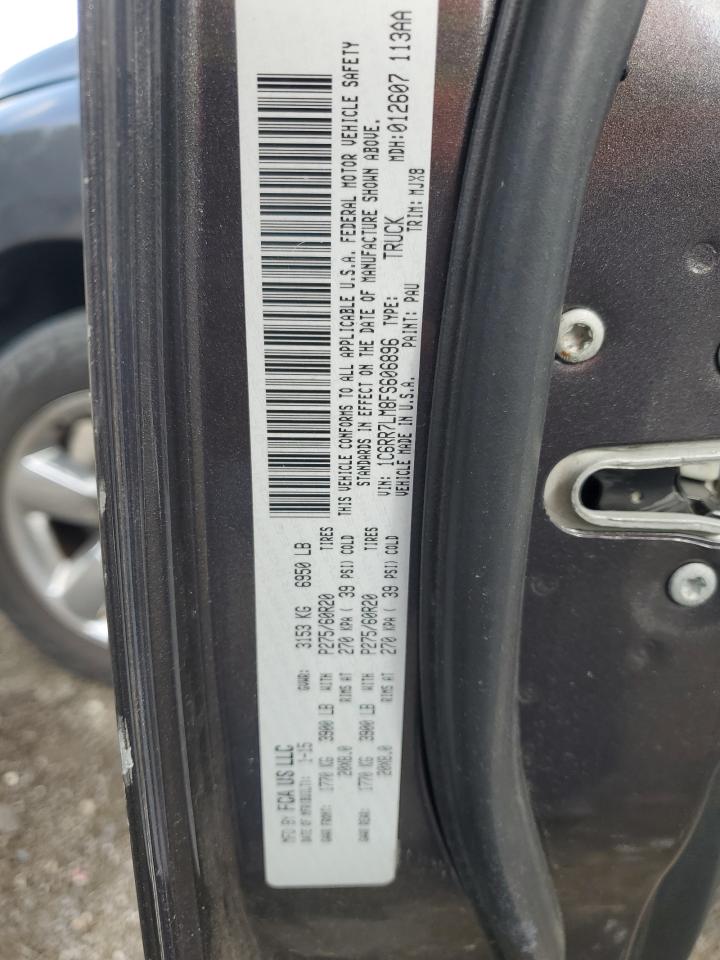 MFD BY: FCA US LLC
DATE OF MFR(BUILT): 1-15 GVWR: 3153 KG 6950 LB
GAWR FRONT: 1770 KG 3900 LB WITH P275/60R20 TIRES
20X8.0 RIMS AT 270 KPA ( 39 PSI) COLD
GAWR REAR: 1770 KG 3900 LB WITH P275/60R20 TIRES
20X8.0 RIMS AT 270 KPA ( 39 PSI) COLD
THIS VEHICLE CONFORMS TO ALL APPLICABLE U.S.A. FEDERAL MOTOR VEHICLE SAFETY
STANDARDS IN EFFECT ON THE DATE OF MANUFACTURE SHOWN ABOVE.
VIN: 1C6RR7LM8FS606896 TYPE: TRUCK MDH:012607 113AA
VEHICLE MADE IN U.S.A. PAINT: PAU TRIM: MJX8